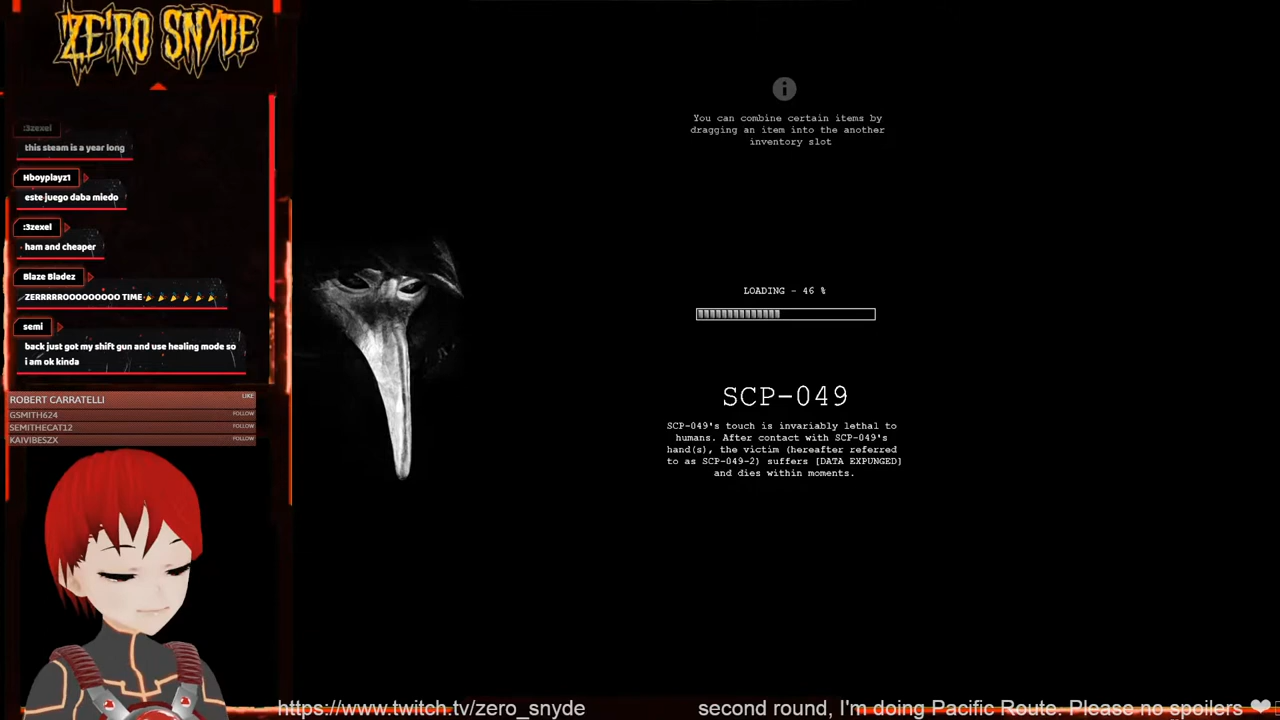 ZERO SNYDE
:3zexel
this steam is a year long
Hboyplayz1
este juego daba miedo
:3zexel
ham and cheaper
Blaze Bladez
ZERRRRROOOOOOOOO TIME🎉🎉🎉🎉🎉🎉
semi
back just got my shift gun and use healing mode so
i am ok kinda
ROBERT CARRATELLI LIKE
GSMITH624 FOLLOW
SEMITHECAT12 FOLLOW
KAIVIBESZX FOLLOW
i
You can combine certain items by
dragging an item into the another
inventory slot
LOADING - 46 %
SCP-049
SCP-049's touch is invariably lethal to
humans. After contact with SCP-049's
hand(s), the victim (hereafter referred
to as SCP-049-2) suffers [DATA EXPUNGED]
and dies within moments.
https://www.twitch.tv/zero_snyde second round, I'm doing Pacific Route. Please no spoilers ❤